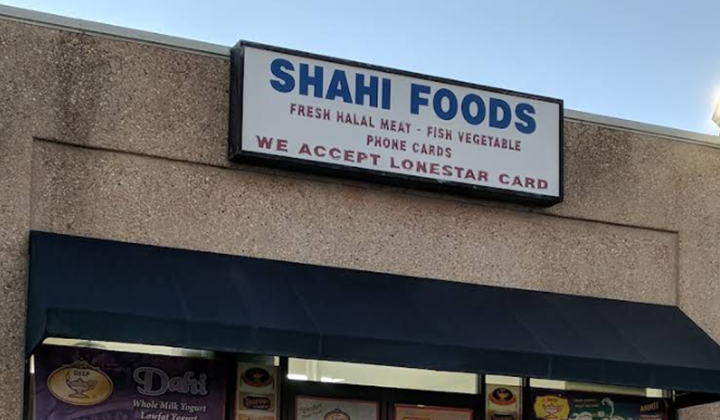 SHAHI FOODS
FRESH HALAL MEAT - FISH VEGETABLE
PHONE CARDS
WE ACCEPT LONESTAR CARD
DEEP
Dahi
Whole Milk Yogurt
Lowfat Yogurt